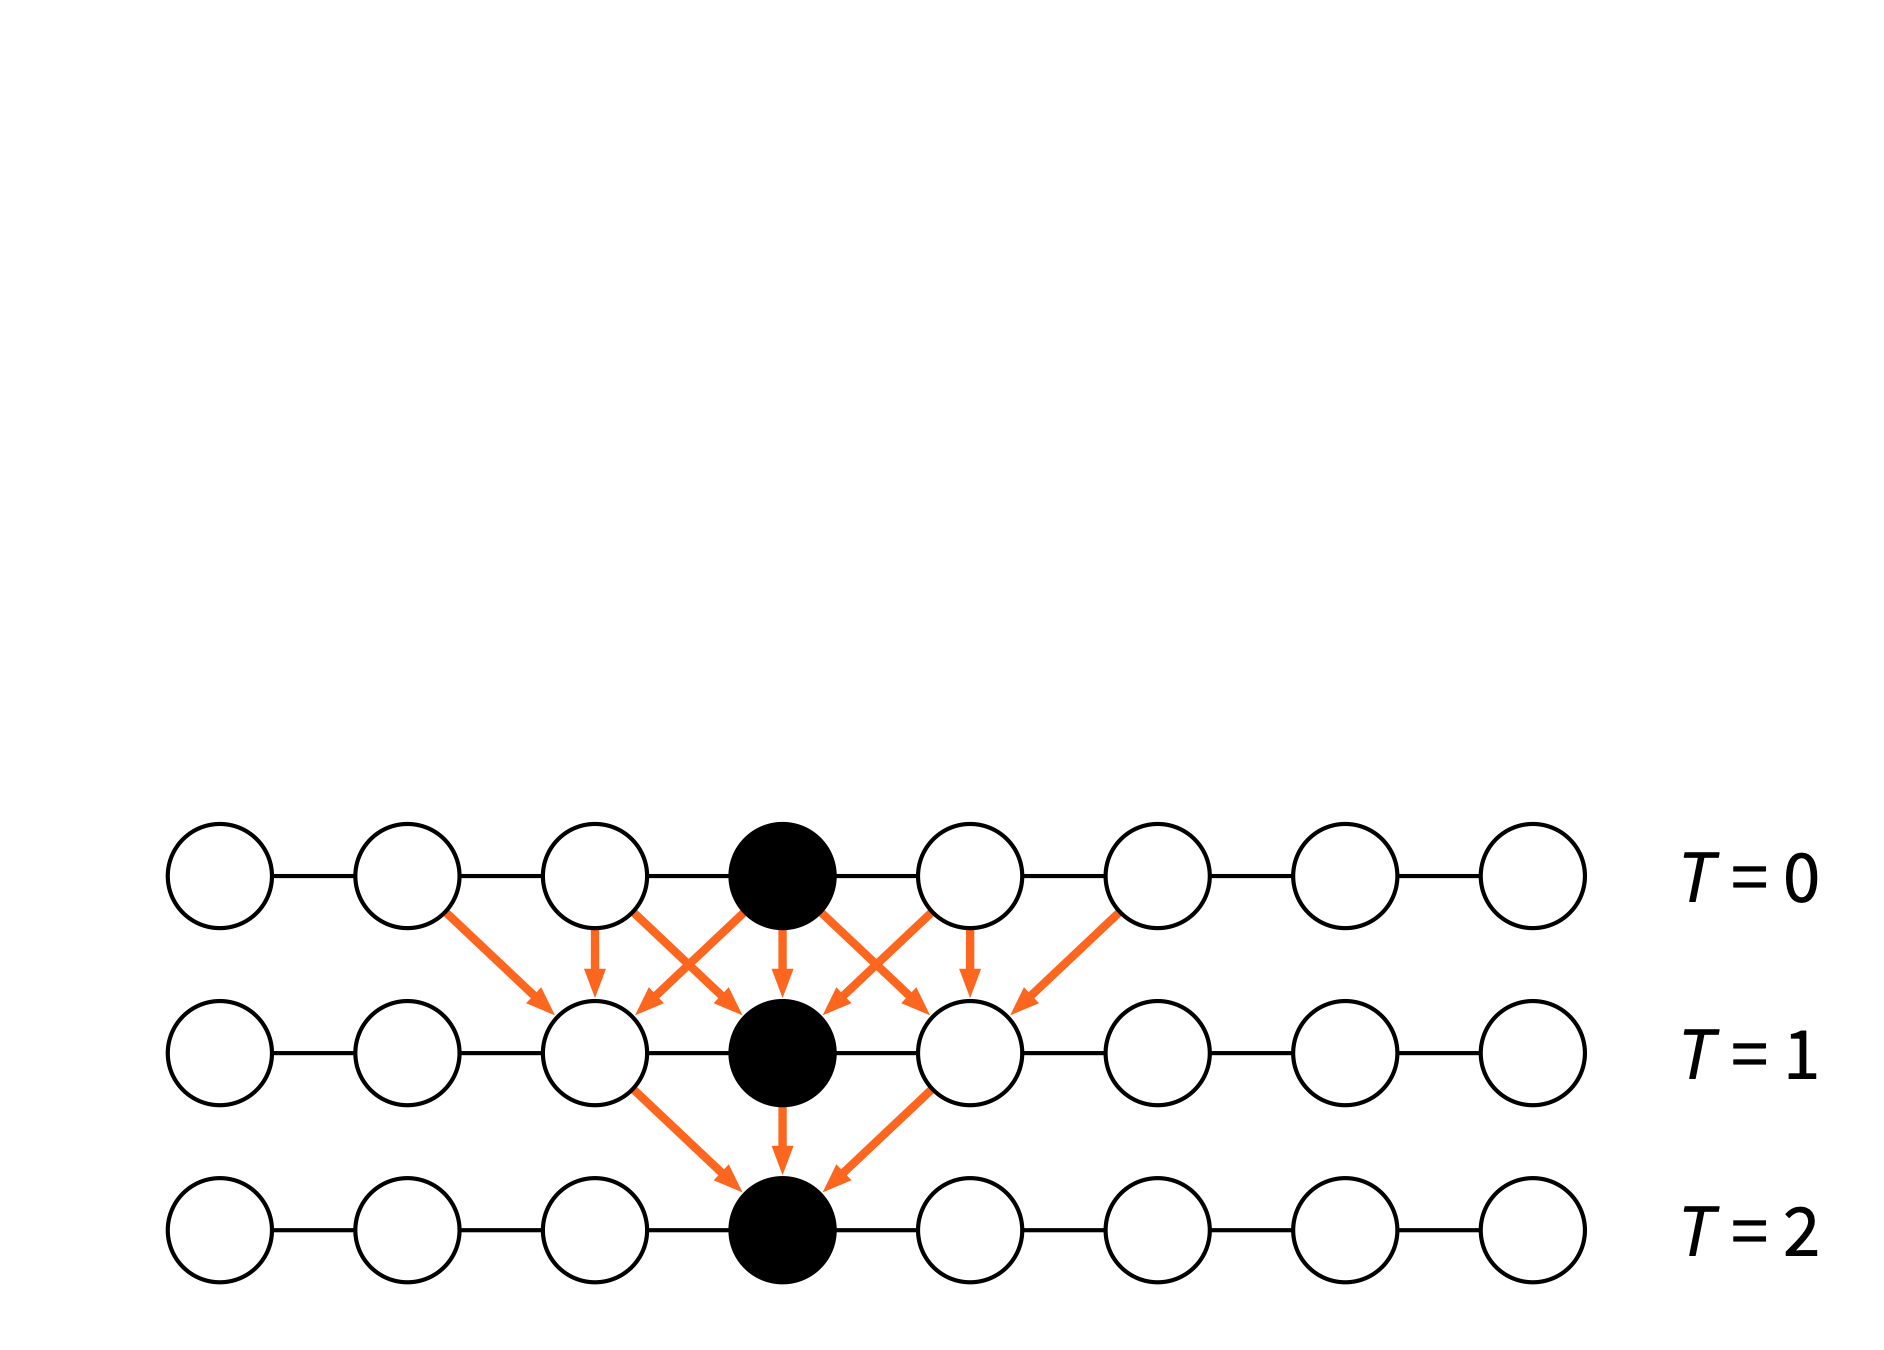 T = 0
T = 1
T = 2